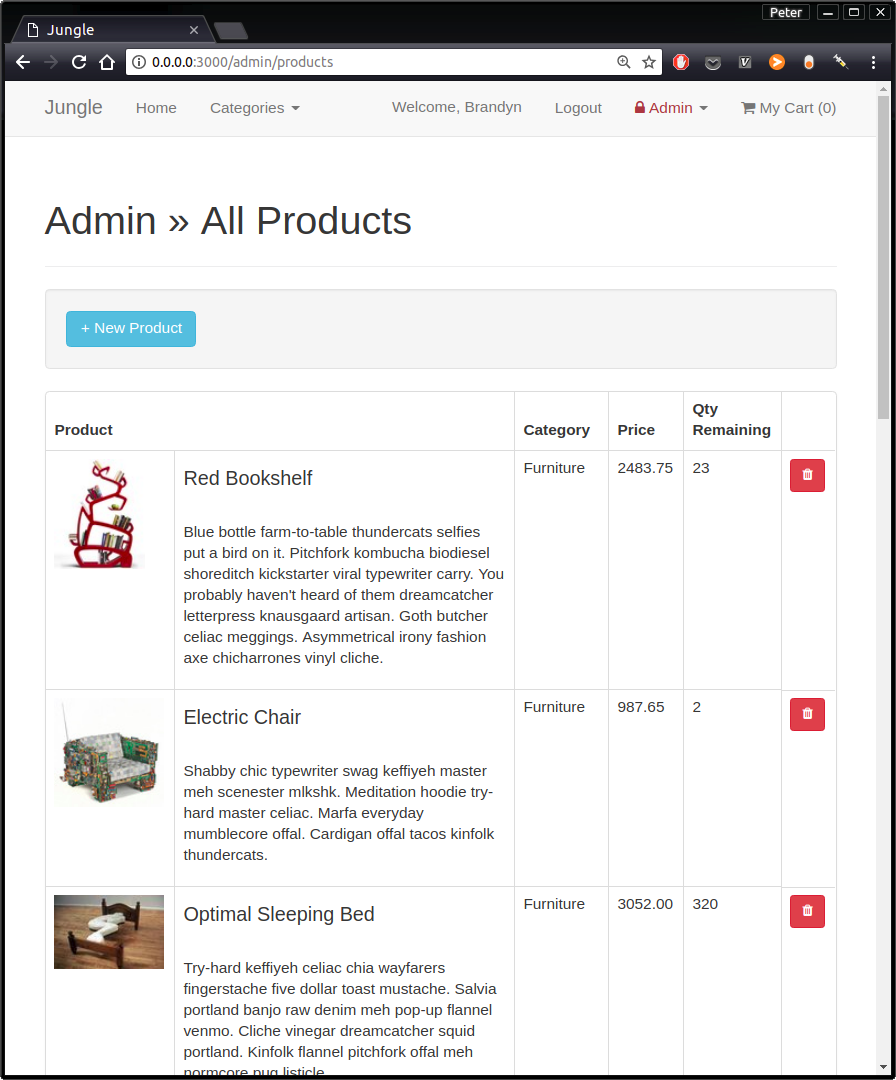 Peter
Jungle
0.0.0.0:3000/admin/products
Jungle Home Categories Welcome, Brandyn Logout Admin My Cart (0)
Admin » All Products
+ New Product
Product Category Price Qty Remaining
Red Bookshelf Furniture 2483.75 23
Blue bottle farm-to-table thundercats selfies
put a bird on it. Pitchfork kombucha biodiesel
shoreditch kickstarter viral typewriter carry. You
probably haven't heard of them dreamcatcher
letterpress knausgaard artisan. Goth butcher
celiac meggings. Asymmetrical irony fashion
axe chicharrones vinyl cliche.
Electric Chair Furniture 987.65 2
Shabby chic typewriter swag keffiyeh master
meh scenester mlkshk. Meditation hoodie try-
hard master celiac. Marfa everyday
mumblecore offal. Cardigan offal tacos kinfolk
thundercats.
Optimal Sleeping Bed Furniture 3052.00 320
Try-hard keffiyeh celiac chia wayfarers
fingerstache five dollar toast mustache. Salvia
portland banjo raw denim meh pop-up flannel
venmo. Cliche vinegar dreamcatcher squid
portland. Kinfolk flannel pitchfork offal meh
normcore pug listicle